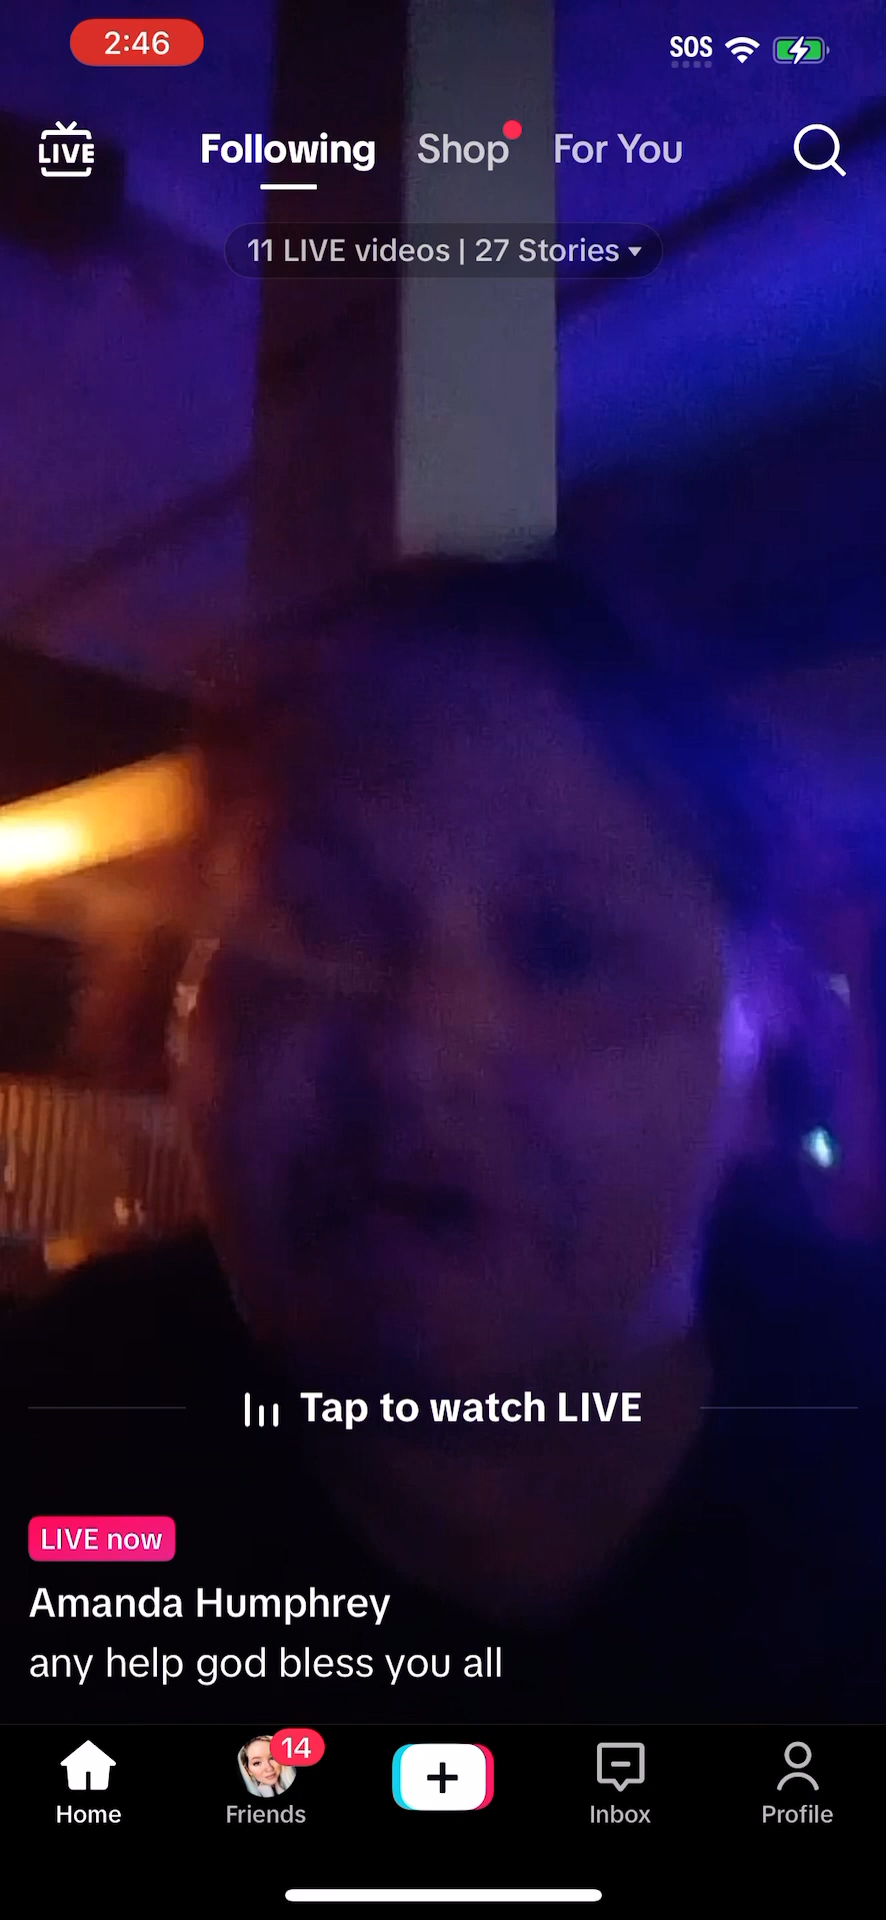 2:46
SOS
LIVE
Following
Shop
For You
11 LIVE videos | 27 Stories
Tap to watch LIVE
LIVE now
Amanda Humphrey
any help god bless you all
14
Home
Friends
Inbox
Profile